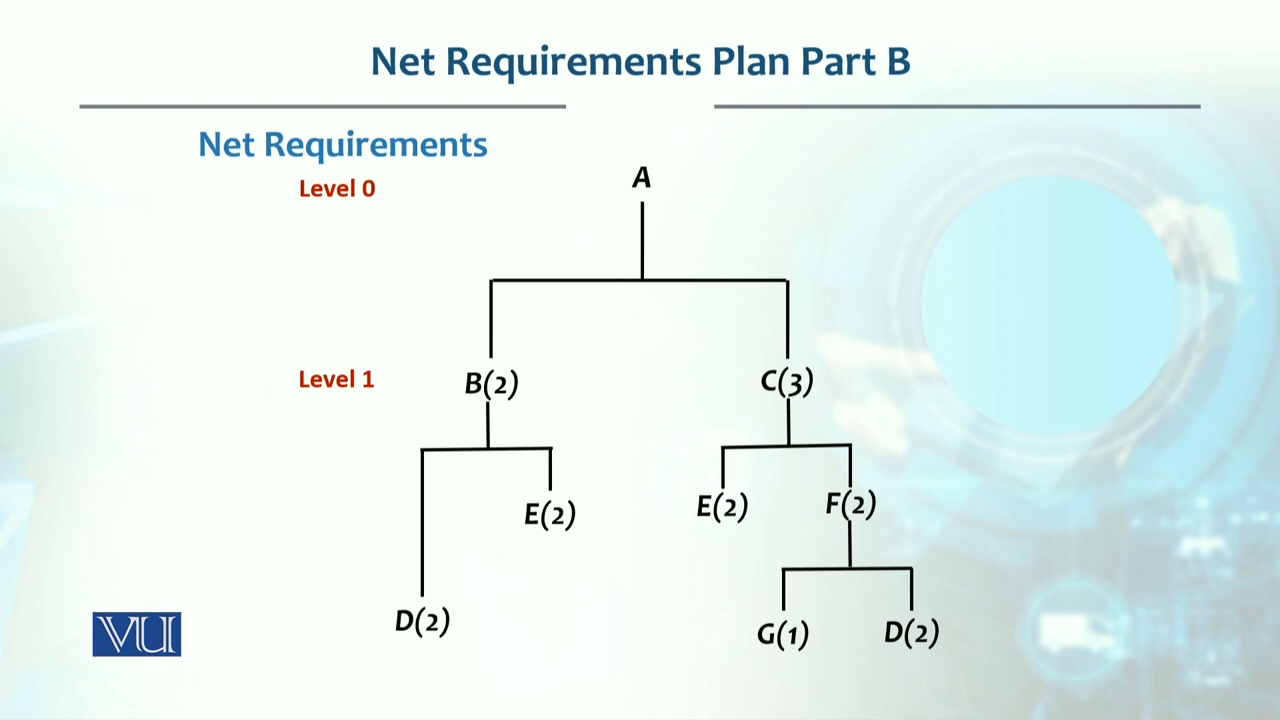 Net Requirements Plan Part B
Net Requirements
Level 0
A
Level 1
B(2)
C(3)
E(2)
E(2)
F(2)
D(2)
G(1)
D(2)
VU